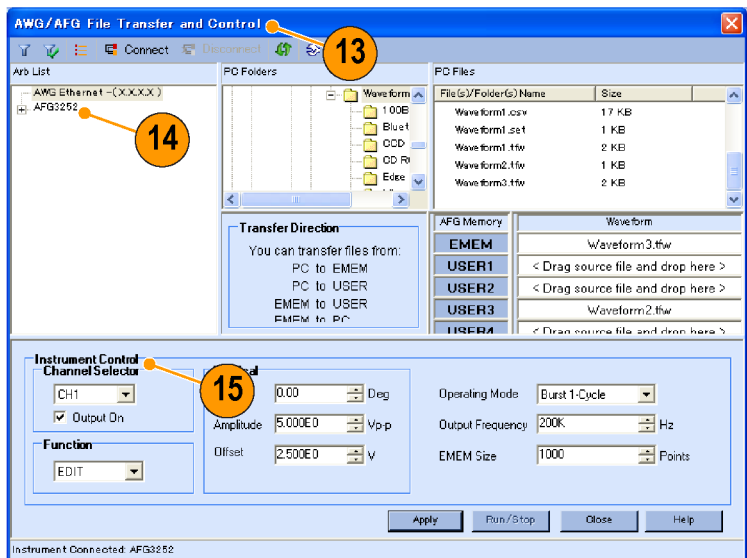 AWG/AFG File Transfer and Control
13
Connect Disconnect
Arb List
PC Folders
PC Files
AWG Ethernet -(X.X.X.X )
AFG3252
14
Waveform
100B
Bluet
CCD
CD R
Edge
File(s)/Folder(s) Name Size
Waveform1.csv 17 KB
Waveform1.set 1 KB
Waveform1.tfw 2 KB
Waveform2.tfw 1 KB
Waveform3.tfw 2 KB
Transfer Direction
You can transfer files from:
PC to EMEM
PC to USER
EMEM to USER
EMEM to PC
AFG Memory Waveform
EMEM Waveform3.tfw
USER1 < Drag source file and drop here >
USER2 < Drag source file and drop here >
USER3 Waveform2.tfw
USER4 < Drag source file and drop here >
Instrument Control
15
Channel Selector
CH1
Output On
Function
EDIT
0.00 Deg
Amplitude 5.000E0 Vp-p
Offset 2.500E0 V
Operating Mode Burst 1-Cycle
Output Frequency 200K Hz
EMEM Size 1000 Points
Apply Run/Stop Close Help
Instrument Connected: AFG3252